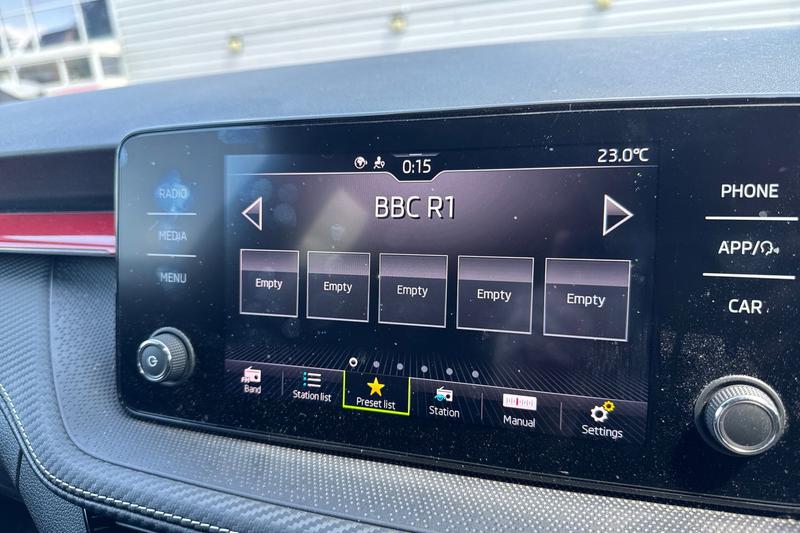 0:15
23.0°C
RADIO
MEDIA
MENU
BBC R1
Empty
Empty
Empty
Empty
Empty
Band
Station list
Preset list
Station
Manual
Settings
PHONE
APP/
CAR